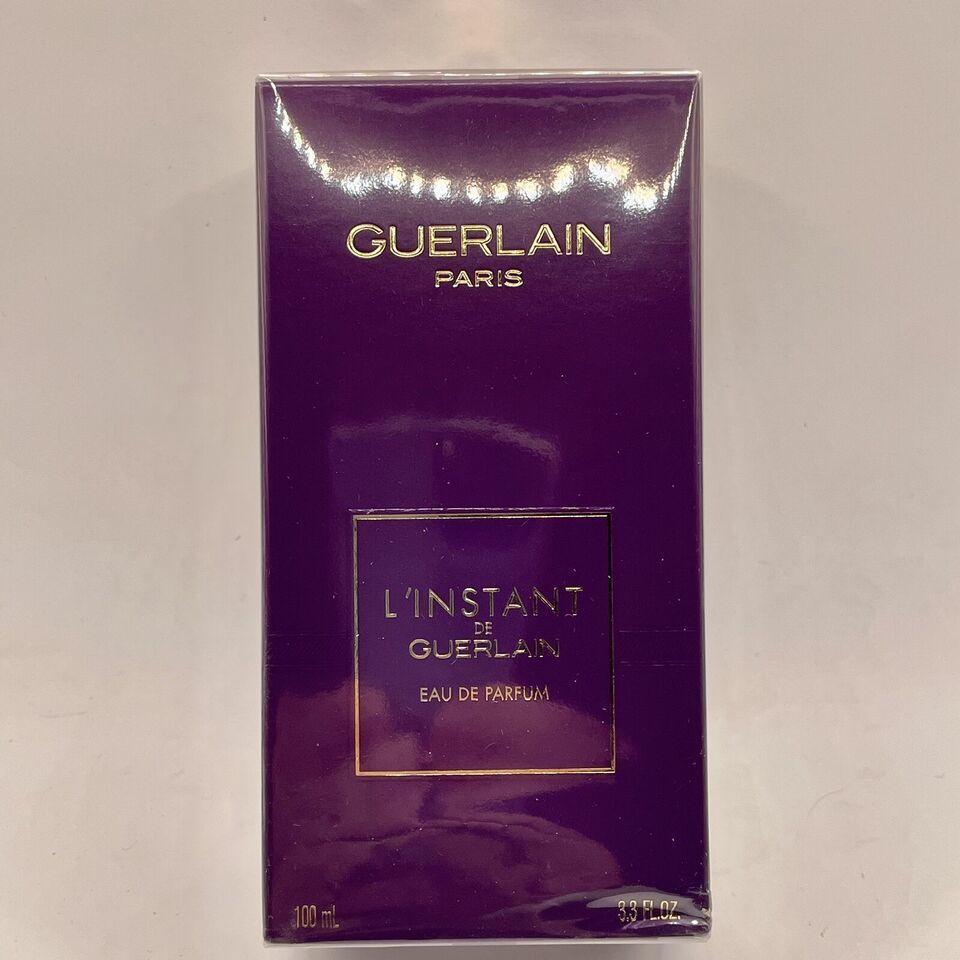 GUERLAIN
PARIS
L'INSTANT
DE
GUERLAIN
EAU DE PARFUM
100 mL
3.3 FL.OZ.